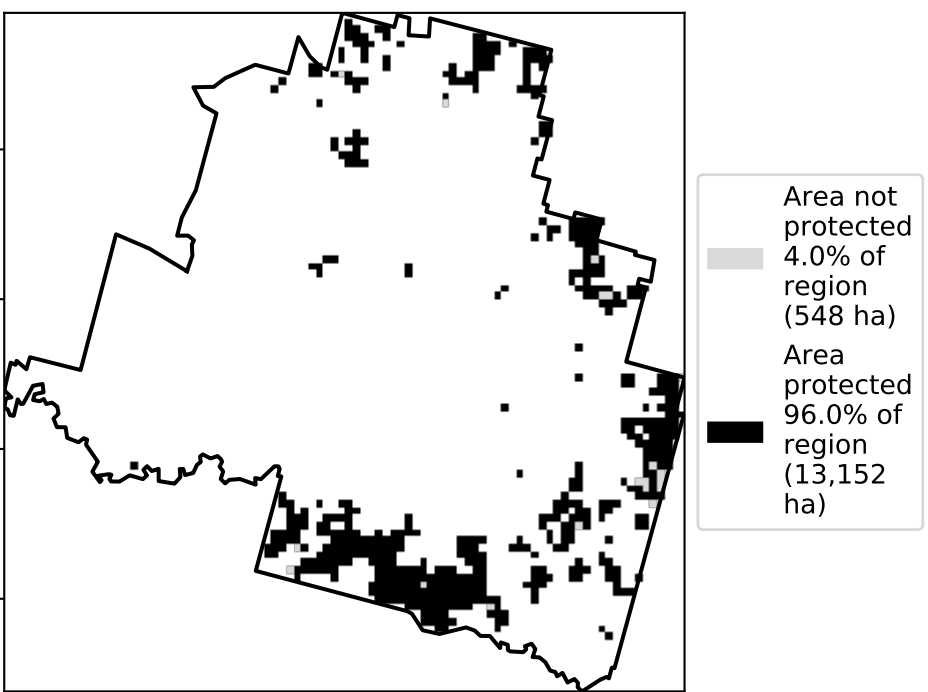 Area not
protected
4.0% of
region
(548 ha)
Area
protected
96.0% of
region
(13,152
ha)